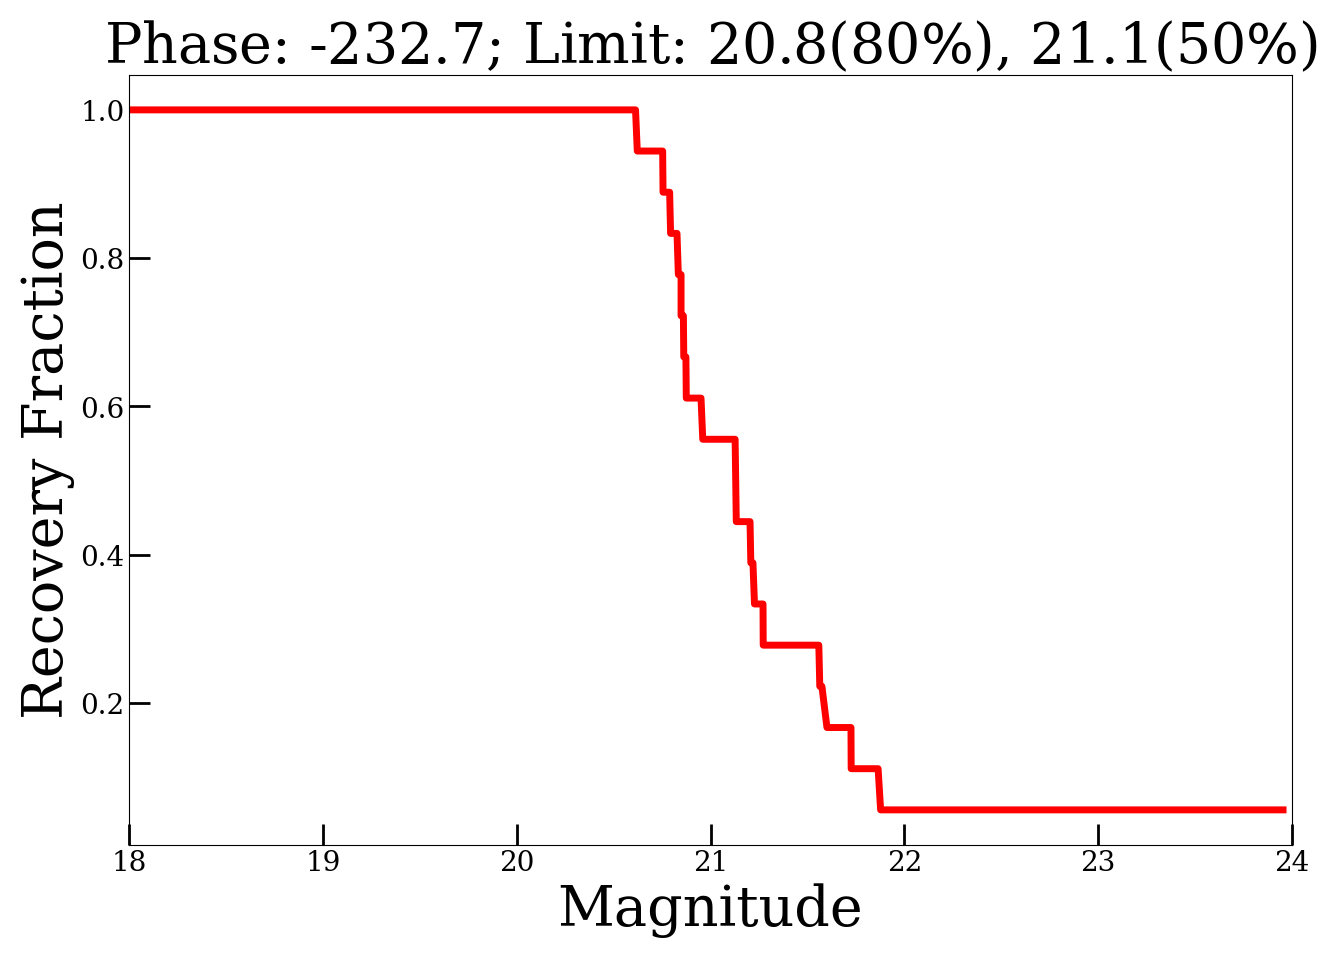 Phase: -232.7; Limit: 20.8(80%), 21.1(50%)
1.0
0.8
0.6
0.4
0.2
Recovery Fraction
18 19 20 21 22 23 24
Magnitude